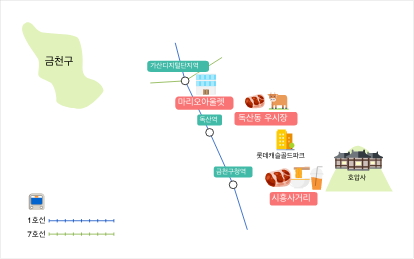 금천구
가산디지털단지역
마리오아울렛
독산역
독산동 우시장
롯데캐슬골드파크
호압사
금천구청역
시흥사거리
1호선
7호선